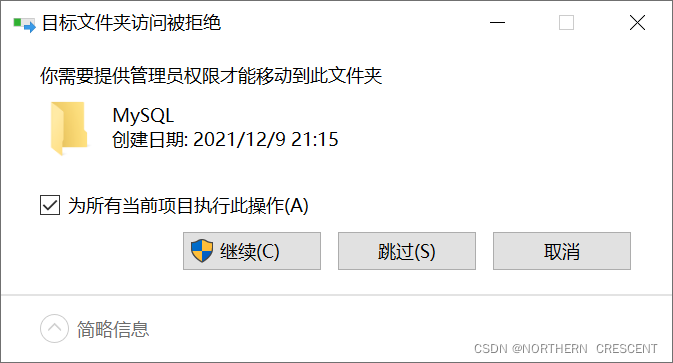 目标文件夹访问被拒绝
你需要提供管理员权限才能移动到此文件夹
MySQL
创建日期: 2021/12/9 21:15
为所有当前项目执行此操作(A)
继续(C) 跳过(S) 取消
简略信息
CSDN @NORTHERN CRESCENT